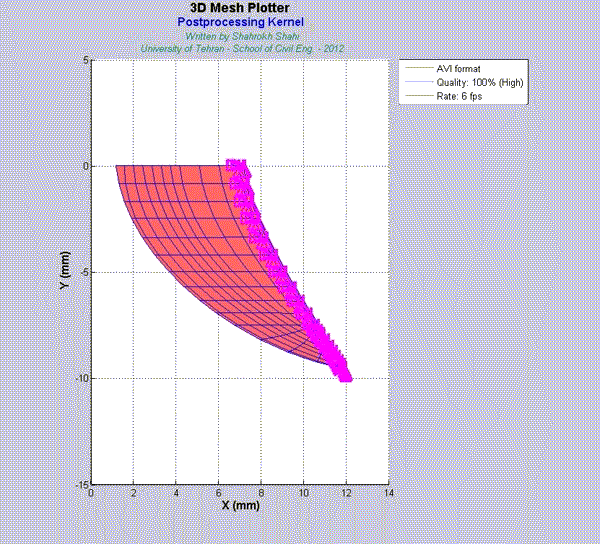 3D Mesh Plotter
Postprocessing Kernel
Written by Shahrokh Shahi
University of Tehran - School of Civil Eng. - 2012
AVI format
Quality: 100% (High)
Rate: 6 fps
5
0
-5
-10
-15
Y (mm)
0 2 4 6 8 10 12 14
X (mm)